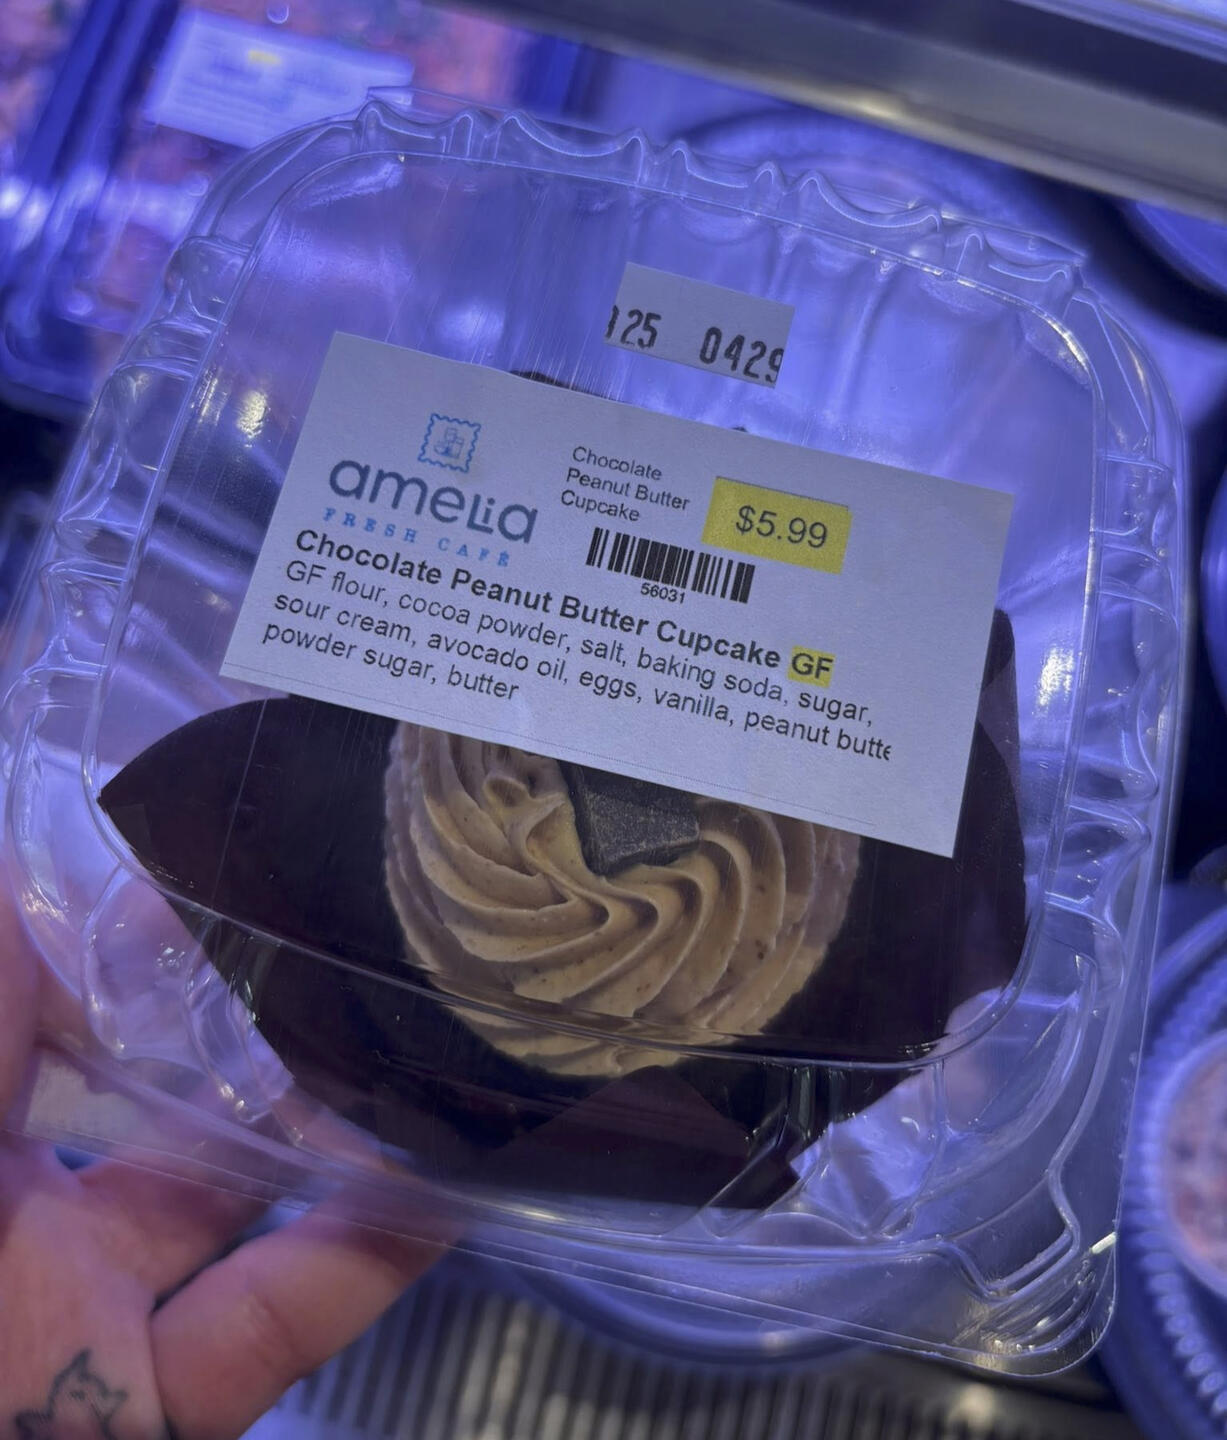 25 0429
amelia
FRESH CAFÉ
Chocolate
Peanut Butter
Cupcake
$5.99
56031
Chocolate Peanut Butter Cupcake GF
GF flour, cocoa powder, salt, baking soda, sugar,
sour cream, avocado oil, eggs, vanilla, peanut butte
powder sugar, butter